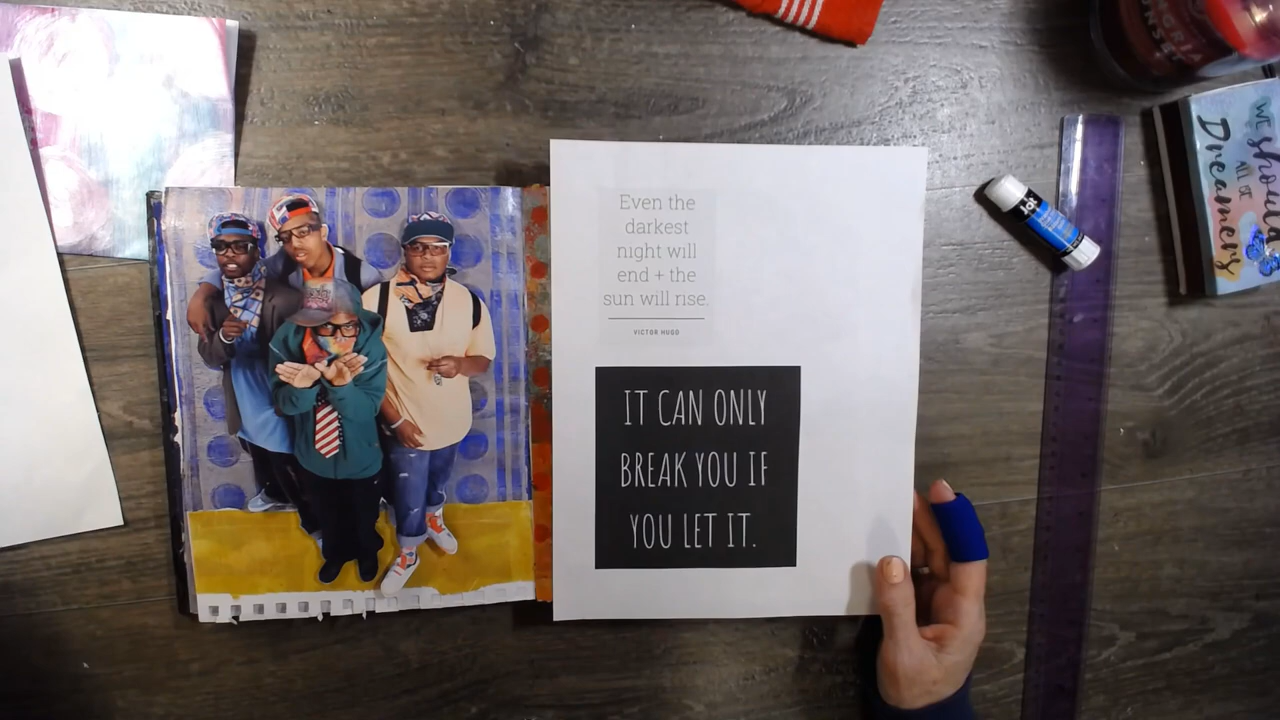 Even the
darkest
night will
end + the
sun will rise.
VICTOR HUGO
IT CAN ONLY
BREAK YOU IF
YOU LET IT.
WE
should
ALL BE
Dreamers
jot